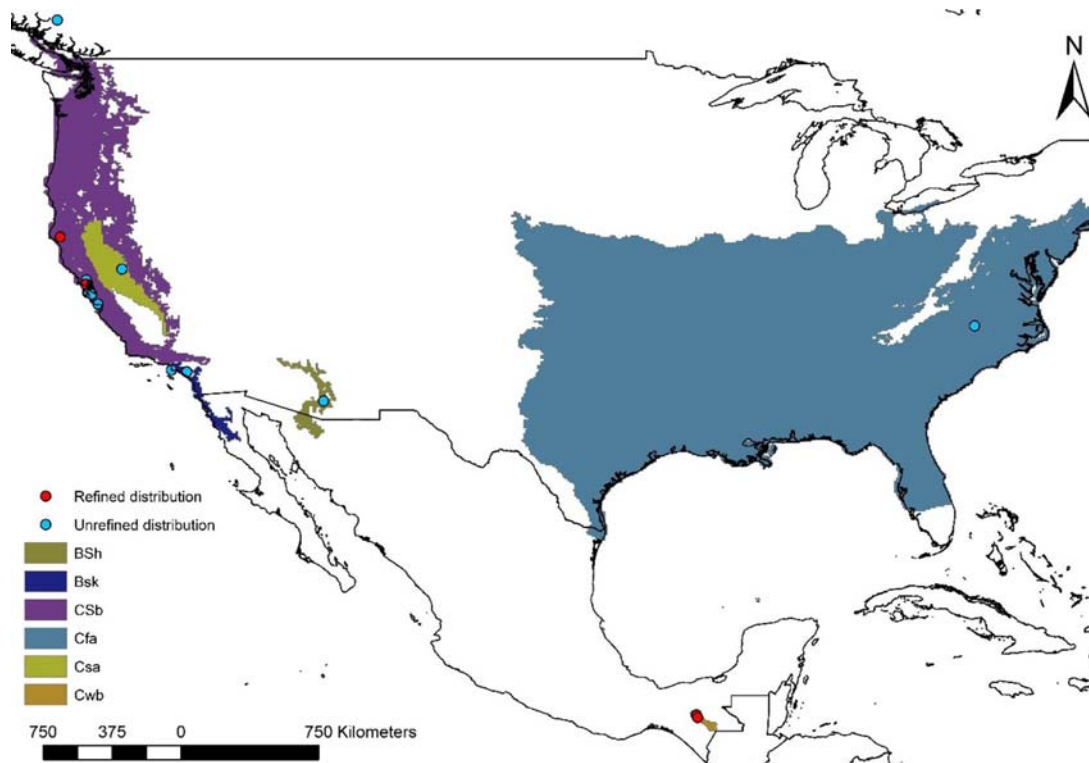 N
Refined distribution
Unrefined distribution
BSh
Bsk
CSb
Cfa
Csa
Cwb
750 375 0 750 Kilometers